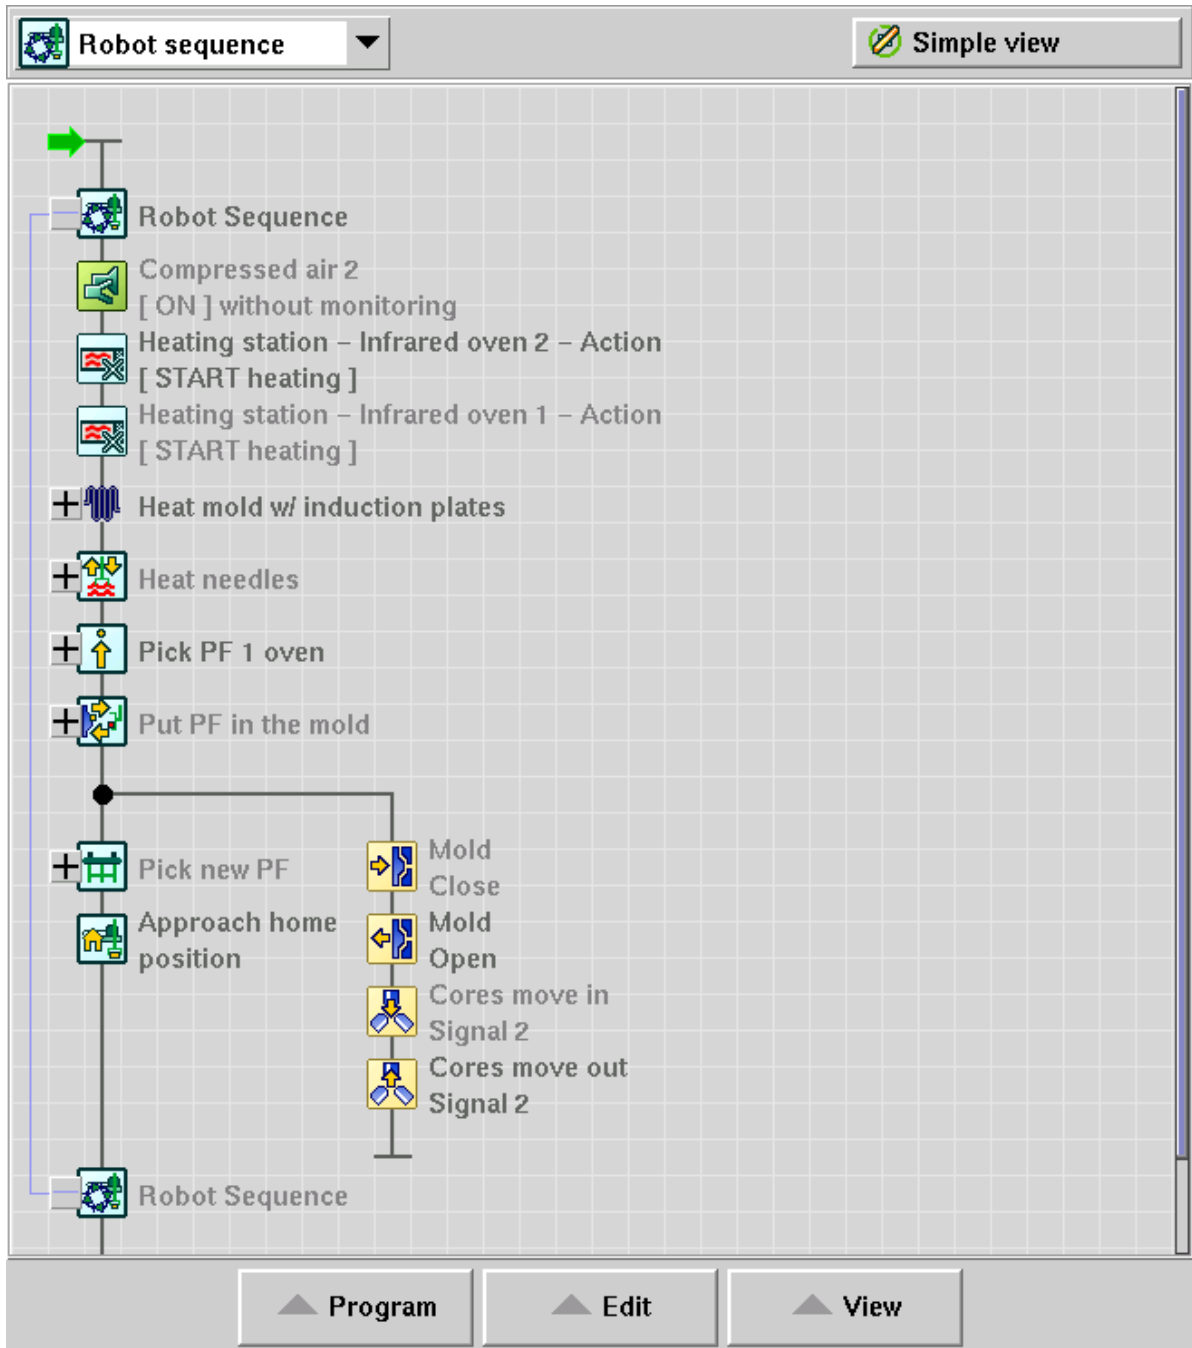 Robot sequence
Simple view
Robot Sequence
Compressed air 2
[ ON ] without monitoring
Heating station – Infrared oven 2 – Action
[ START heating ]
Heating station – Infrared oven 1 – Action
[ START heating ]
Heat mold w/ induction plates
Heat needles
Pick PF 1 oven
Put PF in the mold
Pick new PF
Approach home
position
Mold
Close
Mold
Open
Cores move in
Signal 2
Cores move out
Signal 2
Robot Sequence
Program
Edit
View